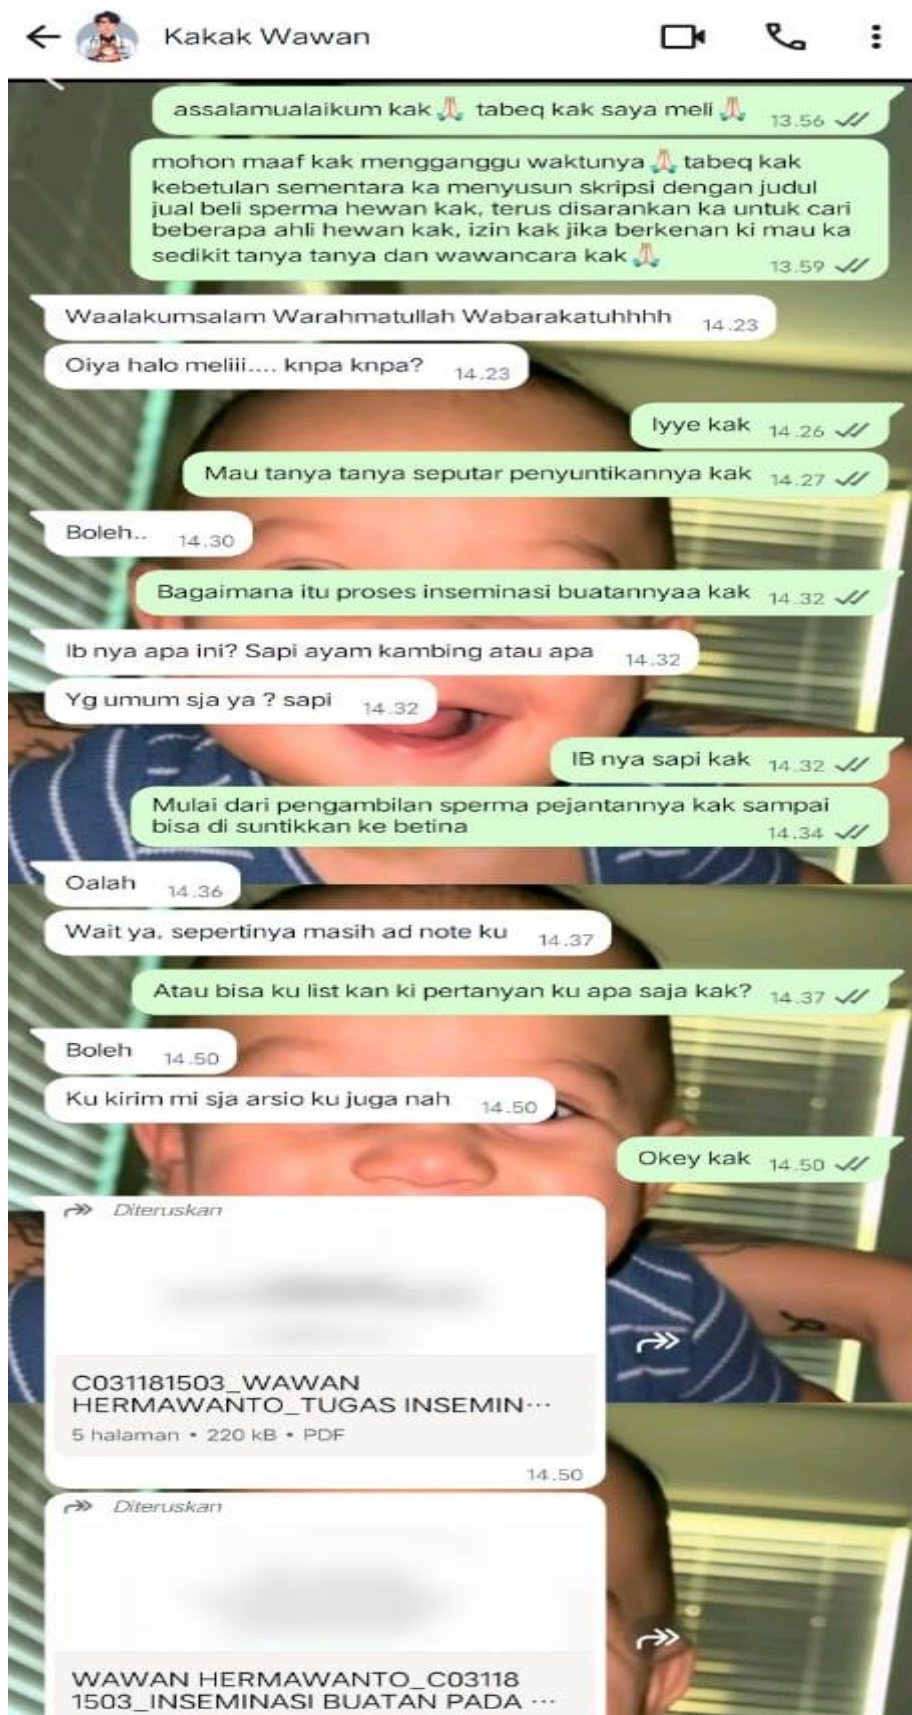 Kakak Wawan
assalamualaikum kak🙏🏻 tabeq kak saya meli🙏🏻 13.56
mohon maaf kak mengganggu waktunya🙏🏻 tabeq kak
kebetulan sementara ka menyusun skripsi dengan judul
jual beli sperma hewan kak, terus disarankan ka untuk cari
beberapa ahli hewan kak, izin kak jika berkenan ki mau ka
sedikit tanya tanya dan wawancara kak🙏🏻 13.59
Waalakumsalam Warahmatullah Wabarakatuhhhh 14.23
Oiya halo meliii.... knpa knpa? 14.23
Iyye kak 14.26
Mau tanya tanya seputar penyuntikannya kak 14.27
Boleh.. 14.30
Bagaimana itu proses inseminasi buatannyaa kak 14.32
Ib nya apa ini? Sapi ayam kambing atau apa 14.32
Yg umum sja ya ? sapi 14.32
IB nya sapi kak 14.32
Mulai dari pengambilan sperma pejantannya kak sampai
bisa di suntikkan ke betina 14.34
Oalah 14.36
Wait ya, sepertinya masih ad note ku 14.37
Atau bisa ku list kan ki pertanyan ku apa saja kak? 14.37
Boleh 14.50
Ku kirim mi sja arsio ku juga nah 14.50
Okey kak 14.50
Diteruskan
C031181503_WAWAN
HERMAWANTO_TUGAS INSEMIN...
5 halaman • 220 kB • PDF
14.50
Diteruskan
WAWAN HERMAWANTO_C03118
1503_INSEMINASI BUATAN PADA ...